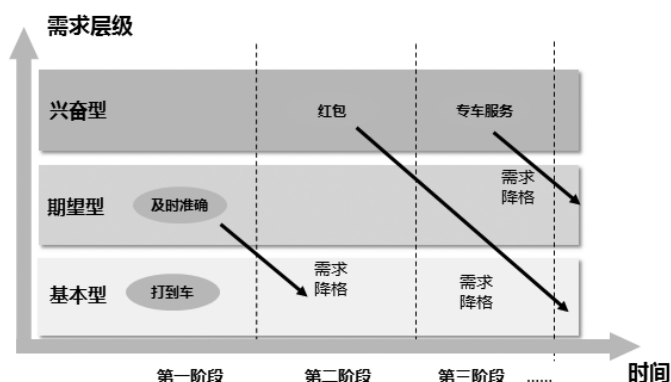 需求层级
兴奋型
红包
专车服务
期望型
及时准确
需求
降格
基本型
打到车
需求
降格
需求
降格
第一阶段
第二阶段
第三阶段
......
时间